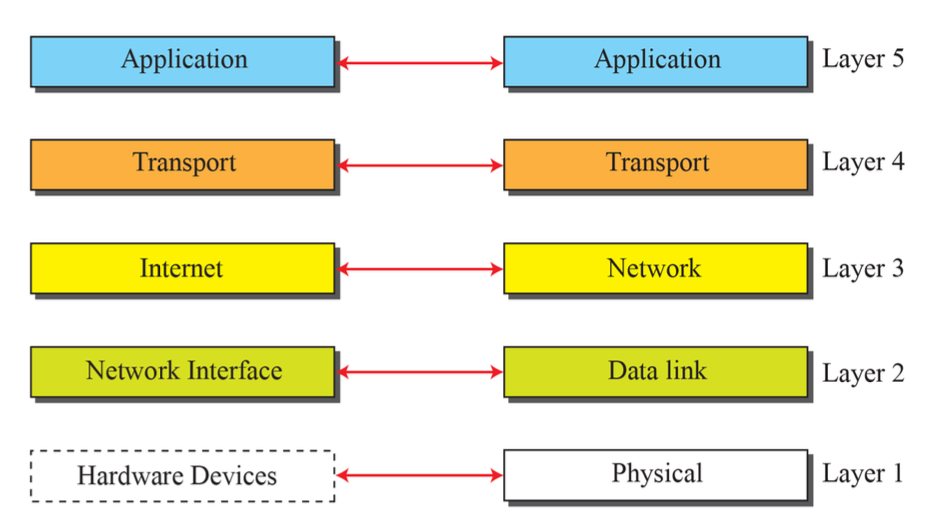 Application Application Layer 5
Transport Transport Layer 4
Internet Network Layer 3
Network Interface Data link Layer 2
Hardware Devices Physical Layer 1